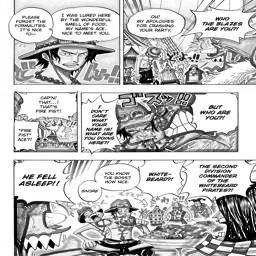 PLEASE
FORGET THE
FORMALITIES.
IT'S NICE
TO--
I WAS LURED HERE
BY THE WONDERFUL
SMELL OF FOOD.
MY NAME'S ACE.
NICE TO MEET YOU.
OH!
MY APOLOGIES
FOR CRASHING
YOUR PARTY.
WHO
THE BLAZES
ARE YOU?!
CAP'N!
THAT...!
THAT'S
FIRE FIST!
"FIRE
FIST"
ACE?!
I
DON'T
CARE
WHAT YOUR
NAME IS!
WHAT ARE
YOU DOING
HERE?!
BUT
WHO ARE
YOU?!
HE FELL
ASLEEP!!
SNORE
YOU KNOW
THE BOSS?
HOW NICE.
WHITE-
BEARD?!
THE SECOND
DIVISION
COMMANDER
OF THE
WHITEBEARD
PIRATES?!